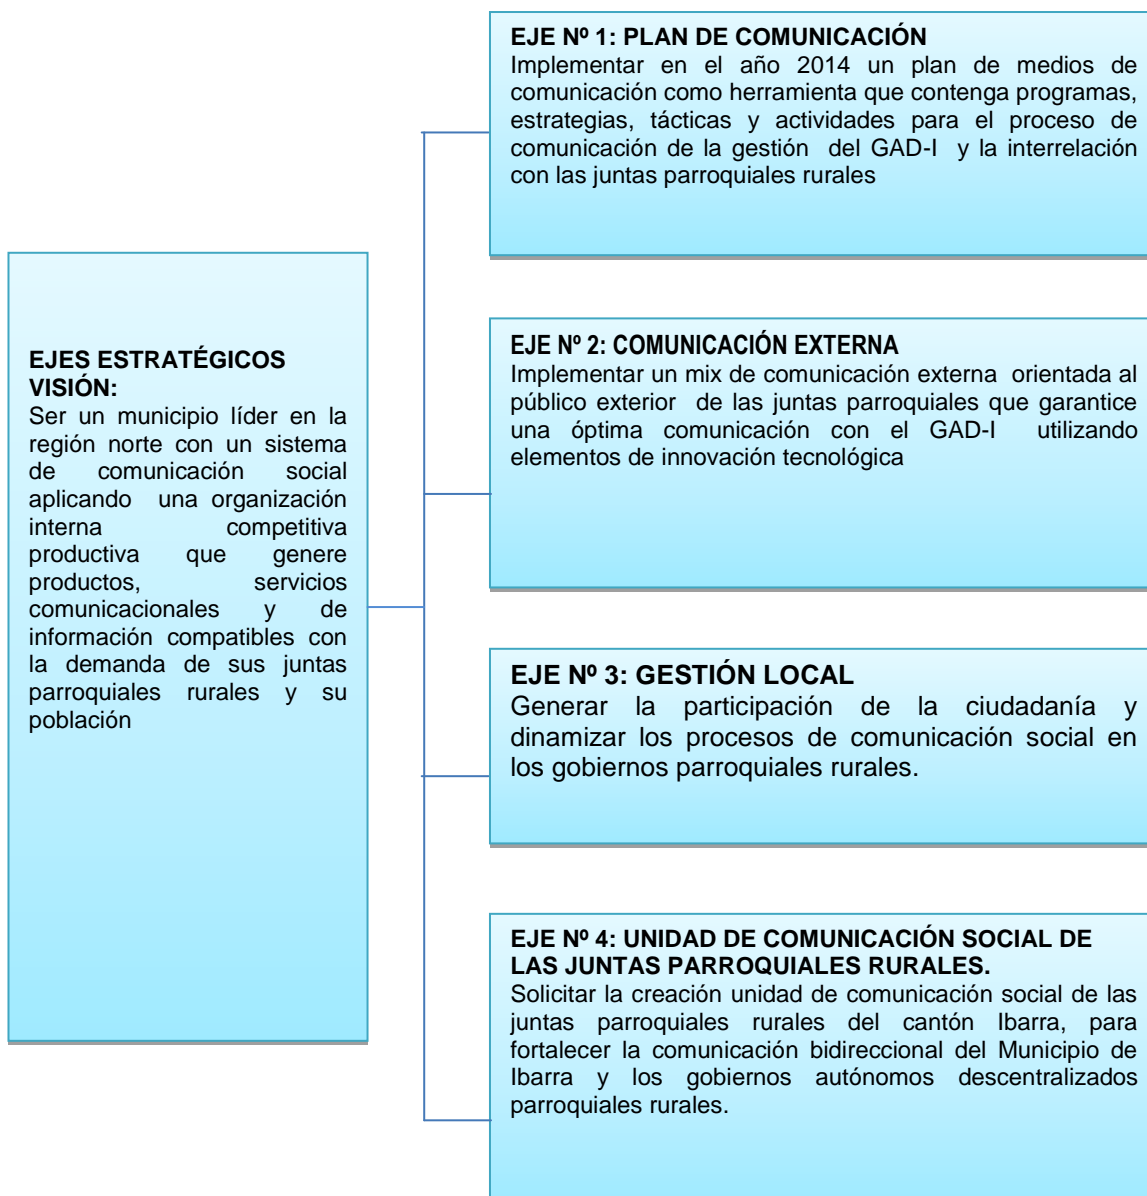 EJES ESTRATÉGICOS
VISIÓN:
Ser un municipio líder en la
región norte con un sistema
de comunicación social
aplicando una organización
interna competitiva
productiva que genere
productos, servicios
comunicacionales y de
información compatibles con
la demanda de sus juntas
parroquiales rurales y su
población
EJE Nº 1: PLAN DE COMUNICACIÓN
Implementar en el año 2014 un plan de medios de
comunicación como herramienta que contenga programas,
estrategias, tácticas y actividades para el proceso de
comunicación de la gestión del GAD-I y la interrelación
con las juntas parroquiales rurales
EJE Nº 2: COMUNICACIÓN EXTERNA
Implementar un mix de comunicación externa orientada al
público exterior de las juntas parroquiales que garantice
una óptima comunicación con el GAD-I utilizando
elementos de innovación tecnológica
EJE Nº 3: GESTIÓN LOCAL
Generar la participación de la ciudadanía y
dinamizar los procesos de comunicación social en
los gobiernos parroquiales rurales.
EJE Nº 4: UNIDAD DE COMUNICACIÓN SOCIAL DE
LAS JUNTAS PARROQUIALES RURALES.
Solicitar la creación unidad de comunicación social de las
juntas parroquiales rurales del cantón Ibarra, para
fortalecer la comunicación bidireccional del Municipio de
Ibarra y los gobiernos autónomos descentralizados
parroquiales rurales.